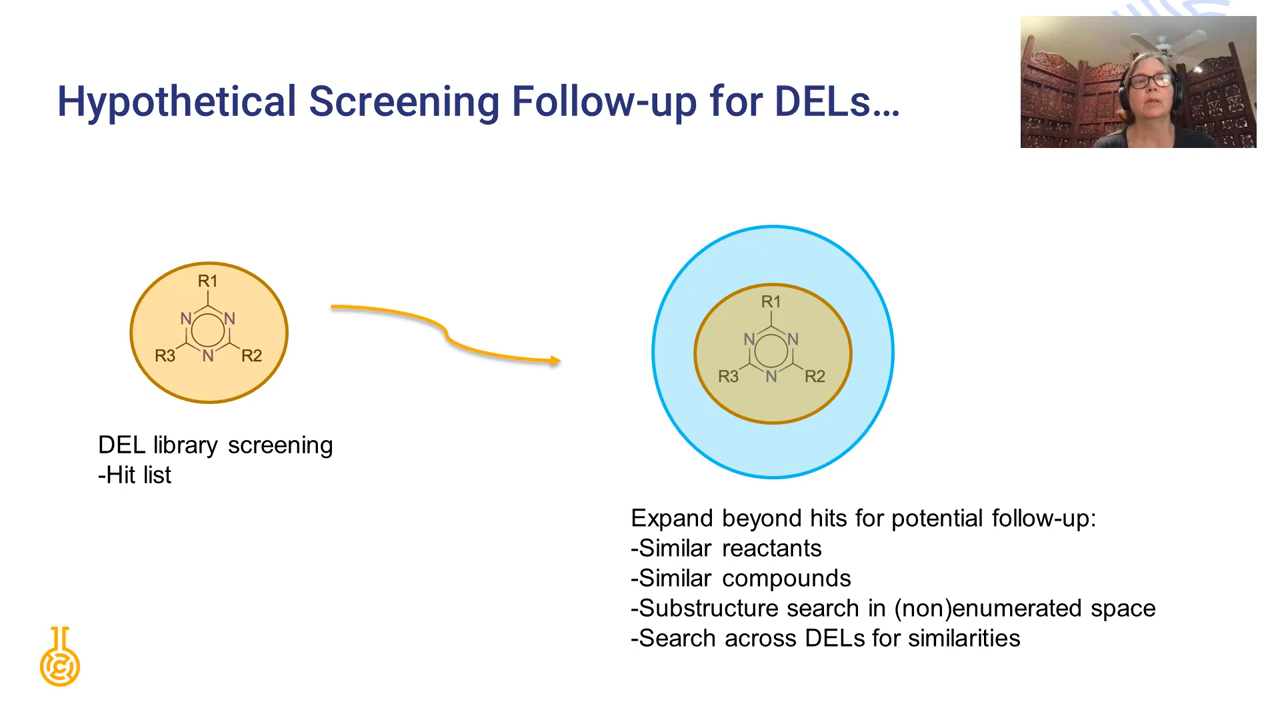 Hypothetical Screening Follow-up for DELs…
R1
N N
R3 N R2
DEL library screening
-Hit list
R1
N N
R3 N R2
Expand beyond hits for potential follow-up:
-Similar reactants
-Similar compounds
-Substructure search in (non)enumerated space
-Search across DELs for similarities